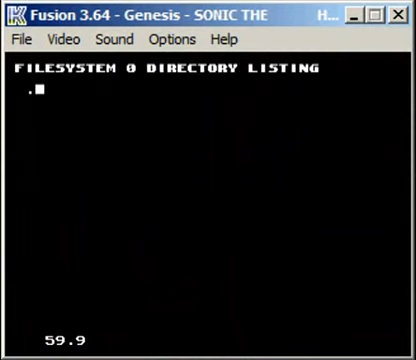 Fusion 3.64 - Genesis - SONIC THE H...
File Video Sound Options Help
FILESYSTEM 0 DIRECTORY LISTING
.
59.9